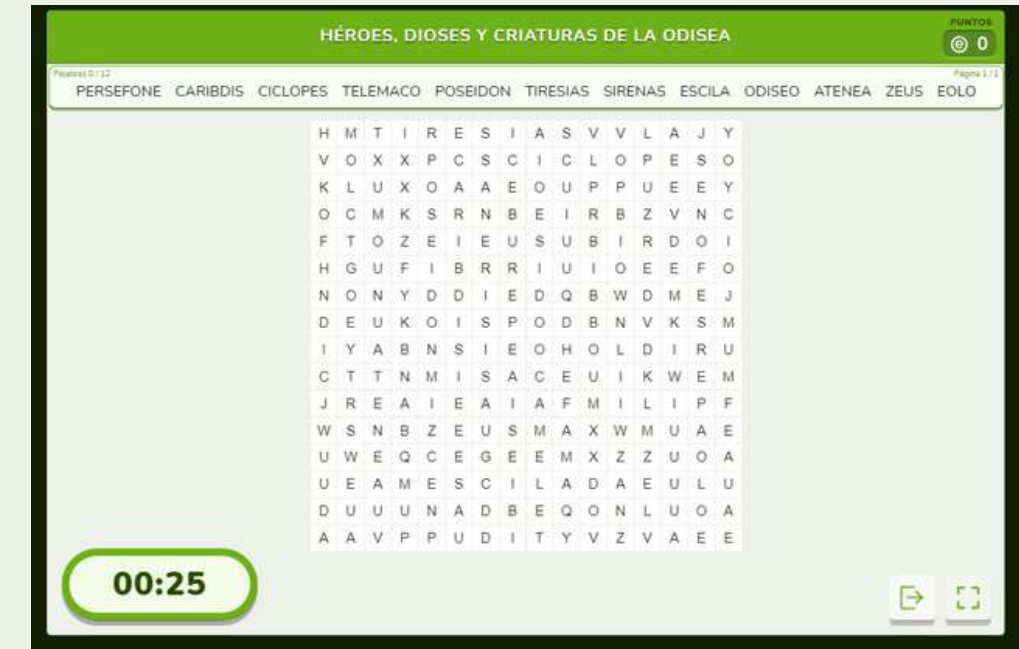 PUNTOS
HÉROES, DIOSES Y CRIATURAS DE LA ODISEA
0
Palabras 0 / 12
Página 1 / 1
PERSEFONE CARIBDIS CICLOPES TELEMACO POSEIDON TIRESIAS SIRENAS ESCILA ODISEO ATENEA ZEUS EOLO
H M T I R E S I A S V V L A J Y
V O X X P C S C I C L O P E S O
K L U X O A A E O U P P U E E Y
O C M K S R N B E I R B Z V N C
F T O Z E I E U S U B I R D O I
H G U F I B R R I U I O E E F O
N O N Y D D I E D Q B W D M E J
D E U K O I S P O D B N V K S M
I Y A B N S I E O H O L D I R U
C T T N M I S A C E U I K W E M
J R E A I E A I A F M I L I P F
W S N B Z E U S M A X W M U A E
U W E Q C E G E E M X Z Z U O A
U E A M E S C I L A D A E U L U
D U U U N A D B E Q O N L U O A
A A V P P U D I T Y V Z V A E E
00:25